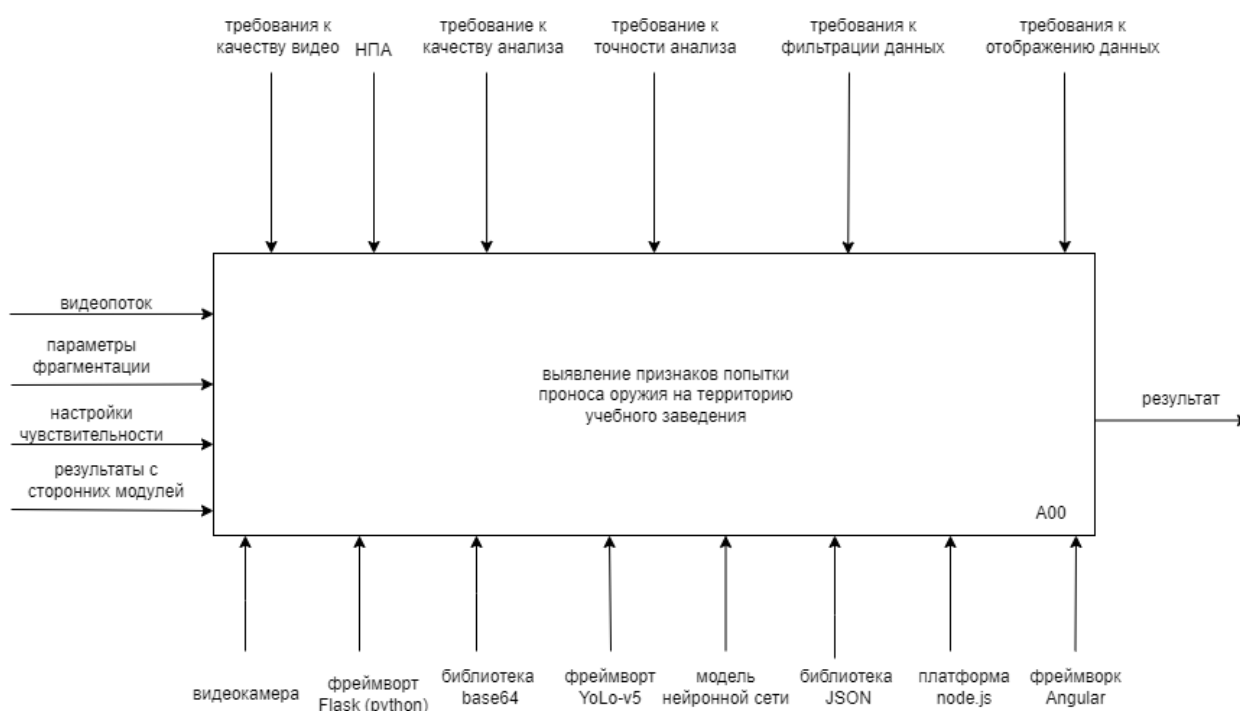 требования к
качеству видео
НПА
требование к
качеству анализа
требование к
точности анализа
требования к
фильтрации данных
требования к
отображению данных
видеопоток
параметры
фрагментации
настройки
чувствительности
результаты с
сторонних модулей
выявление признаков попытки
проноса оружия на территорию
учебного заведения
A00
результат
видеокамера
фреймворт
Flask (python)
библиотека
base64
фреймворт
YoLo-v5
модель
нейронной сети
библиотека
JSON
платформа
node.js
фреймворк
Angular